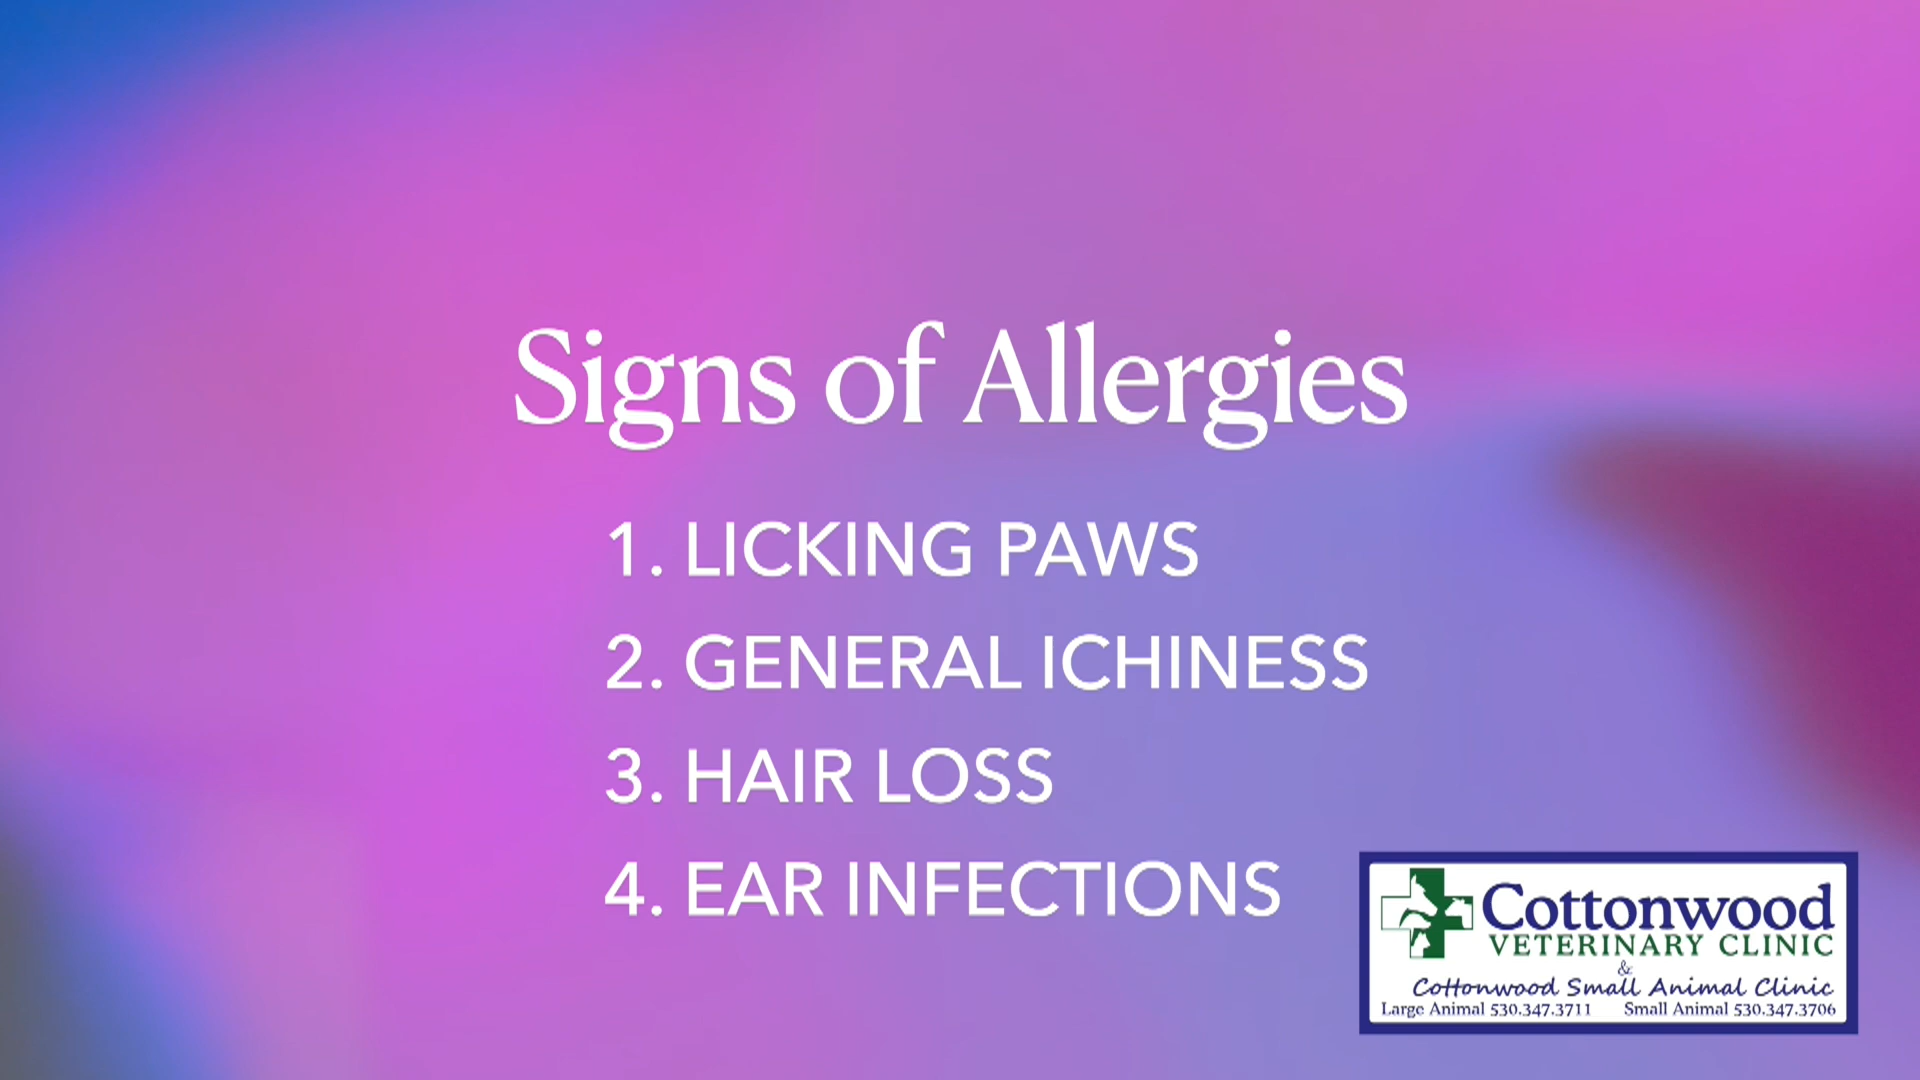 Signs of Allergies
1. LICKING PAWS
2. GENERAL ICHINESS
3. HAIR LOSS
4. EAR INFECTIONS
Cottonwood
VETERINARY CLINIC
&
Cottonwood Small Animal Clinic
Large Animal 530.347.3711 Small Animal 530.347.3706